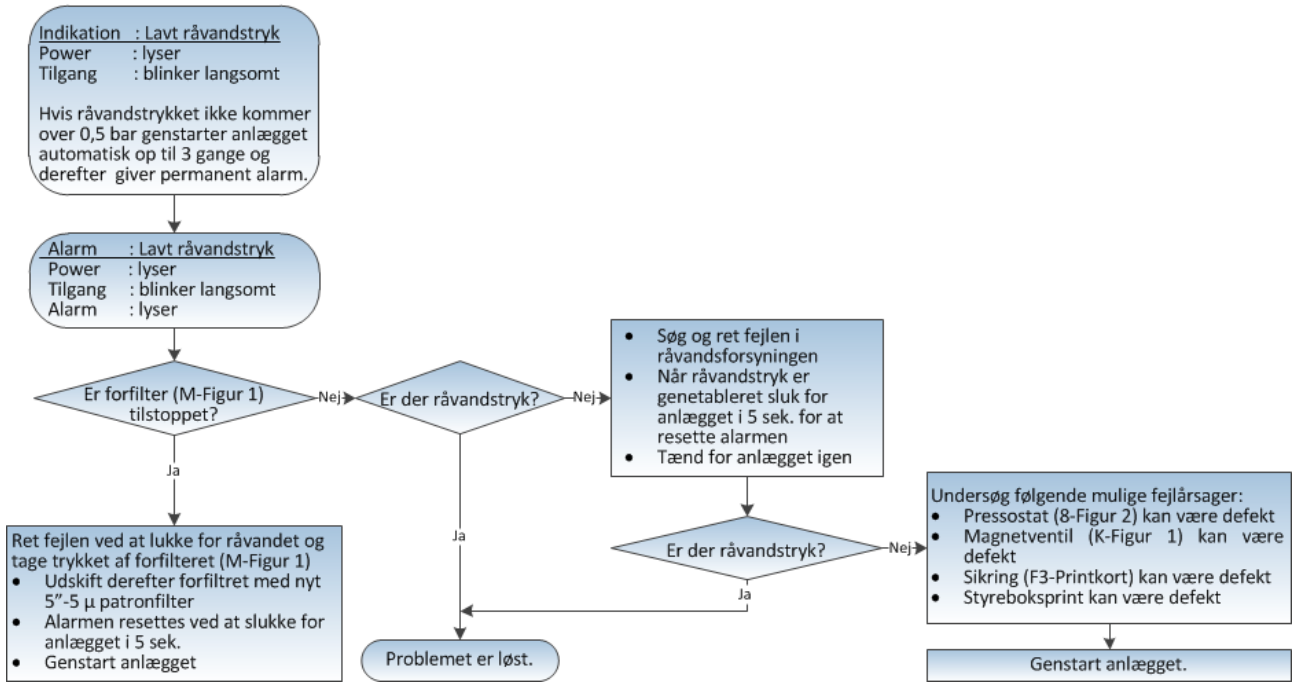 Indikation : Lavt råvandstryk
Power : lyser
Tilgang : blinker langsomt
Hvis råvandstrykket ikke kommer
over 0,5 bar genstarter anlægget
automatisk op til 3 gange og
derefter giver permanent alarm.
Alarm : Lavt råvandstryk
Power : lyser
Tilgang : blinker langsomt
Alarm : lyser
Er forfilter (M-Figur 1)
tilstoppet?
Nej
Er der råvandstryk?
Nej
• Søg og ret fejlen i
råvandsforsyningen
• Når råvandstryk er
genetableret sluk for
anlægget i 5 sek. for at
resette alarmen
• Tænd for anlægget igen
Ja
Ret fejlen ved at lukke for råvandet og
tage trykket af forfilteret (M-Figur 1)
• Udskift derefter forfiltret med nyt
5”-5 µ patronfilter
• Alarmen resettes ved at slukke for
anlægget i 5 sek.
• Genstart anlægget
Ja
Er der råvandstryk?
Nej
Ja
Undersøg følgende mulige fejlårsager:
• Pressostat (8-Figur 2) kan være defekt
• Magnetventil (K-Figur 1) kan være
defekt
• Sikring (F3-Printkort) kan være defekt
• Styreboksprint kan være defekt
Problemet er løst.
Genstart anlægget.